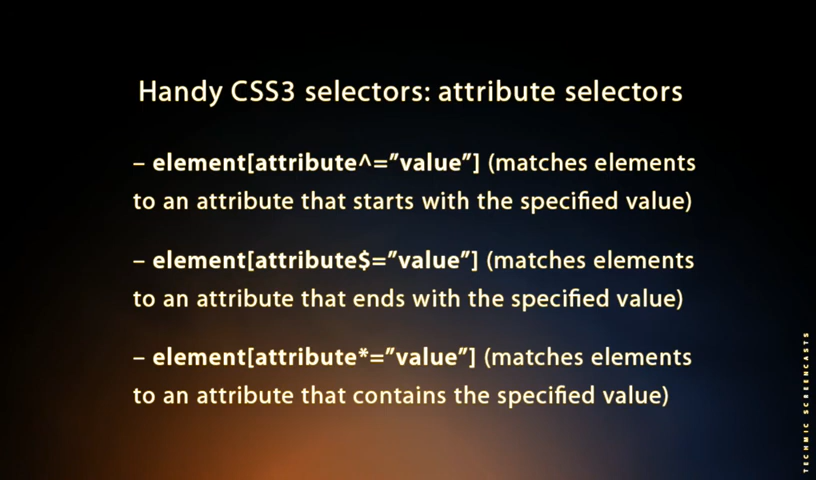 Handy CSS3 selectors: attribute selectors
– element[attribute^=”value”] (matches elements
to an attribute that starts with the specified value)
– element[attribute$=”value”] (matches elements
to an attribute that ends with the specified value)
– element[attribute*=”value”] (matches elements
to an attribute that contains the specified value)
TECHMIC SCREENCASTS